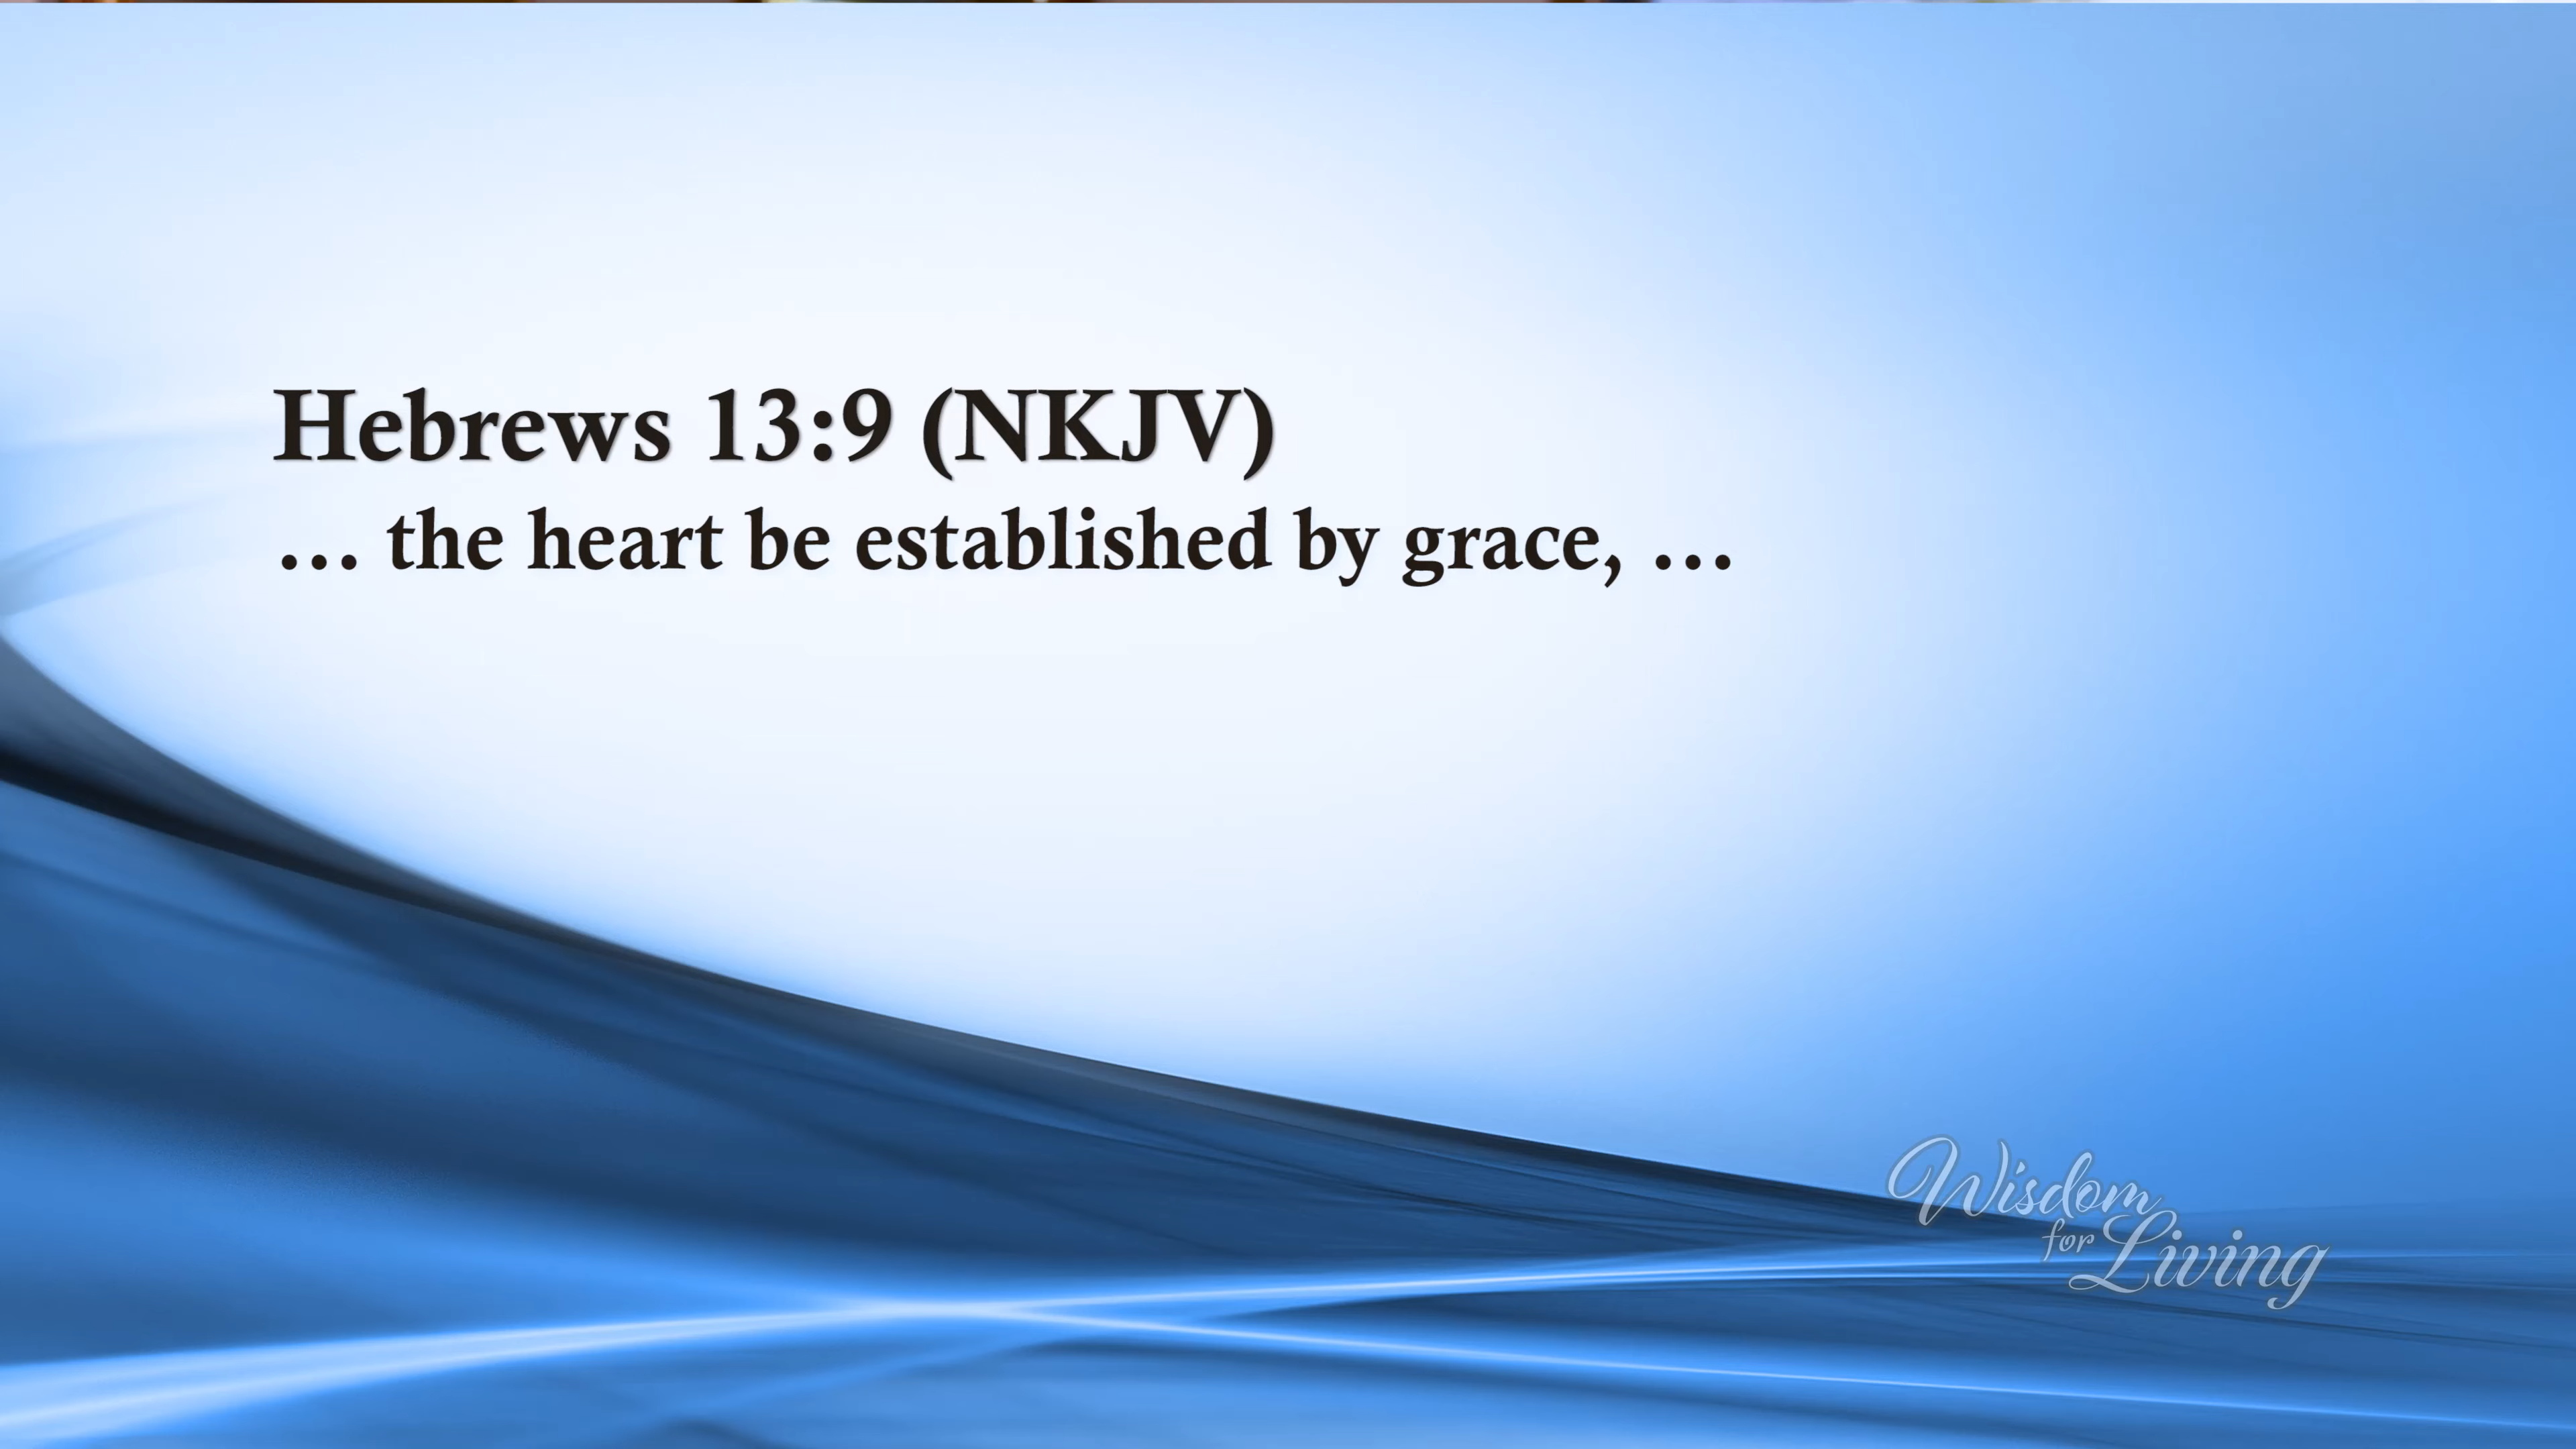 Hebrews 13:9 (NKJV)
… the heart be established by grace, …
Wisdom
for Living